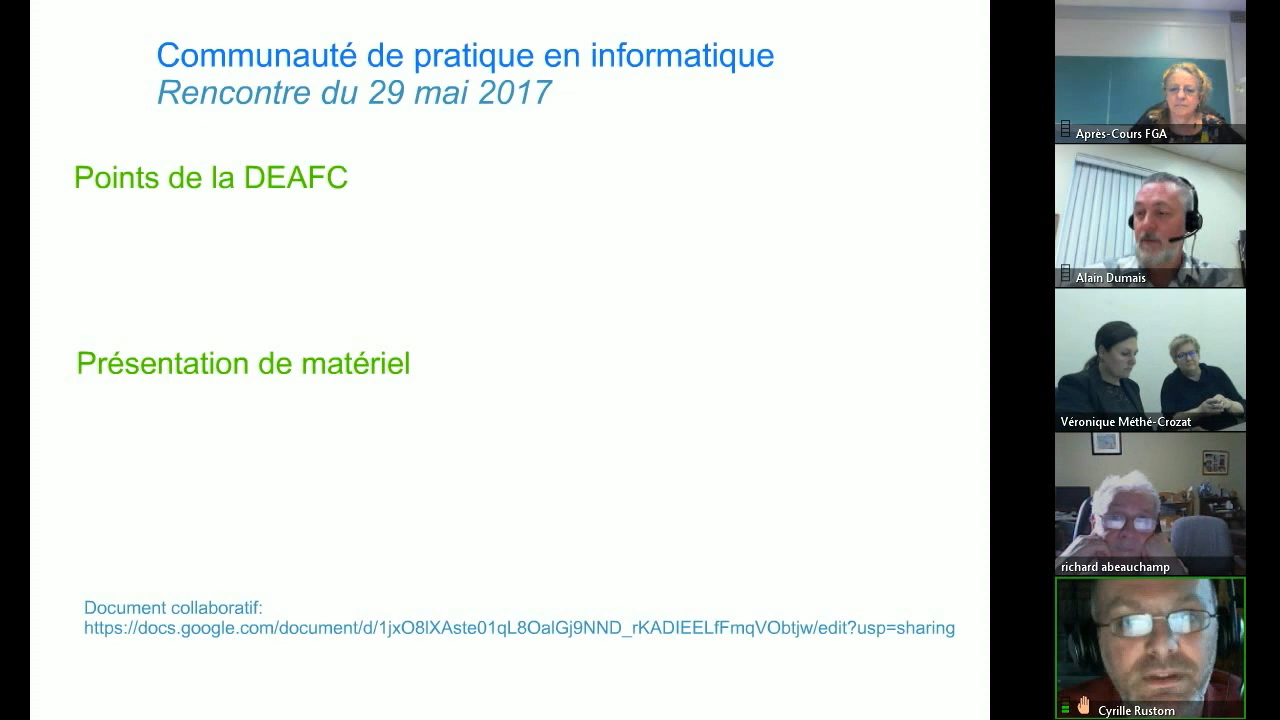 Communauté de pratique en informatique
Rencontre du 29 mai 2017
Points de la DEAFC
Présentation de matériel
Document collaboratif:
https://docs.google.com/document/d/1jxO8lXAste01qL8OalGj9NND_rKADIEELfFmqVObtjw/edit?usp=sharing
Après-Cours FGA
Alain Dumais
Véronique Méthé-Crozat
richard abeauchamp
Cyrille Rustom